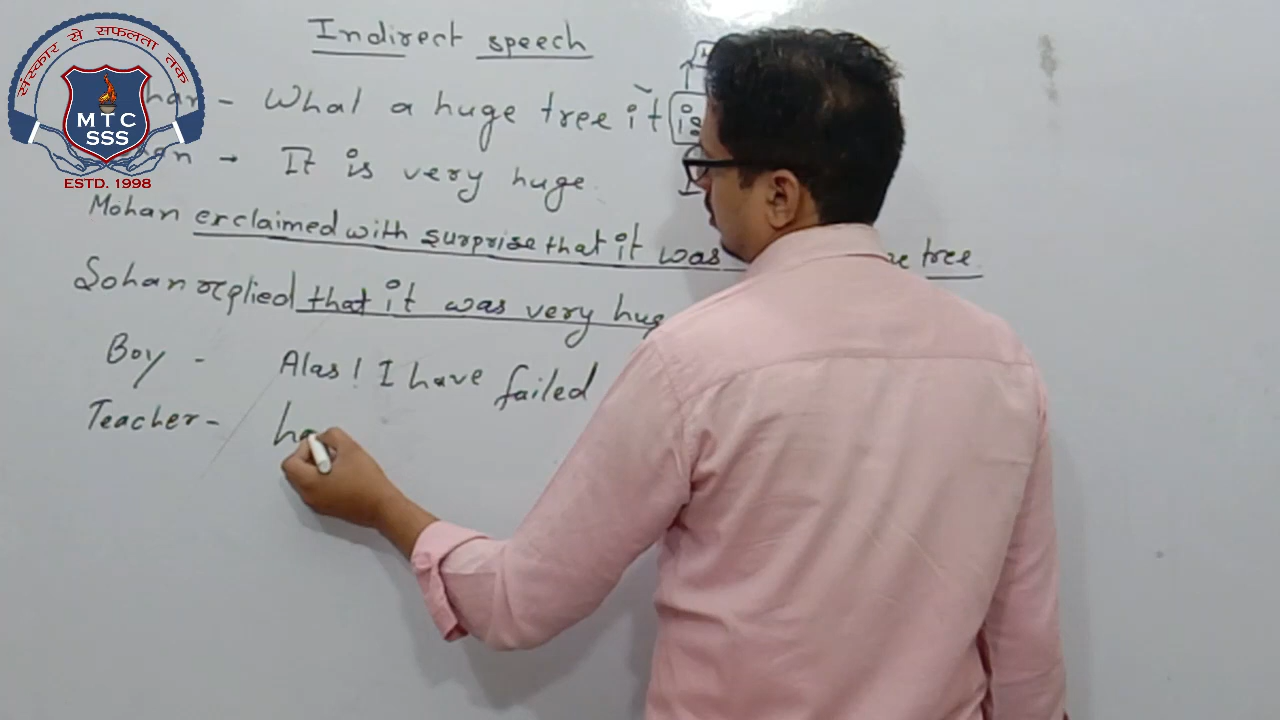 संस्कार से सफलता तक
MTC
SSS
ESTD. 1998
Indirect speech
han - What a huge tree it is
an - It is very huge.
Mohan exclaimed with surprise that it was tree.
Sohan replied that it was very hug
Boy - Alas! I have failed
Teacher - ha